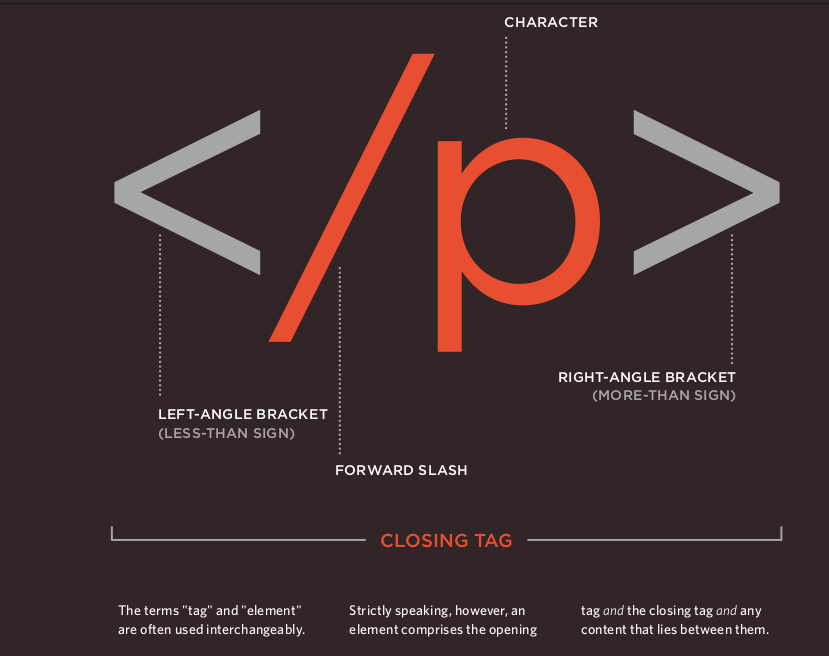 CHARACTER
</p>
LEFT-ANGLE BRACKET
(LESS-THAN SIGN)
RIGHT-ANGLE BRACKET
(MORE-THAN SIGN)
FORWARD SLASH
CLOSING TAG
The terms "tag" and "element"
are often used interchangeably.
Strictly speaking, however, an
element comprises the opening
tag and the closing tag and any
content that lies between them.